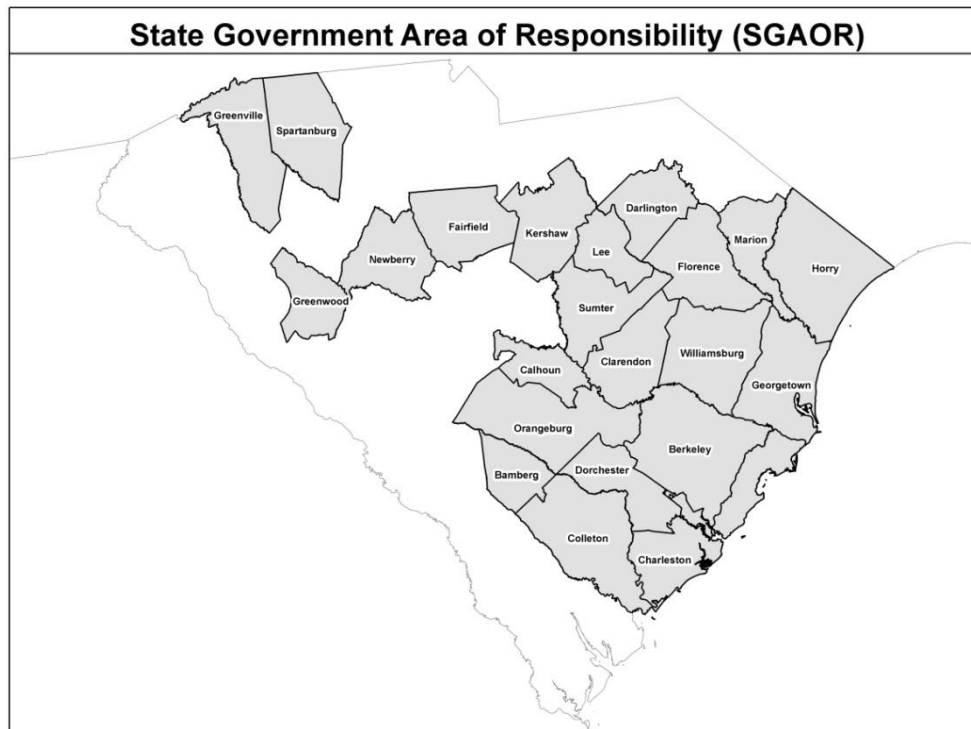 State Government Area of Responsibility (SGAOR)
Greenville
Spartanburg
Darlington
Fairfield
Kershaw
Marion
Lee
Newberry
Florence
Horry
Greenwood
Sumter
Williamsburg
Clarendon
Calhoun
Georgetown
Orangeburg
Berkeley
Dorchester
Bamberg
Colleton
Charleston